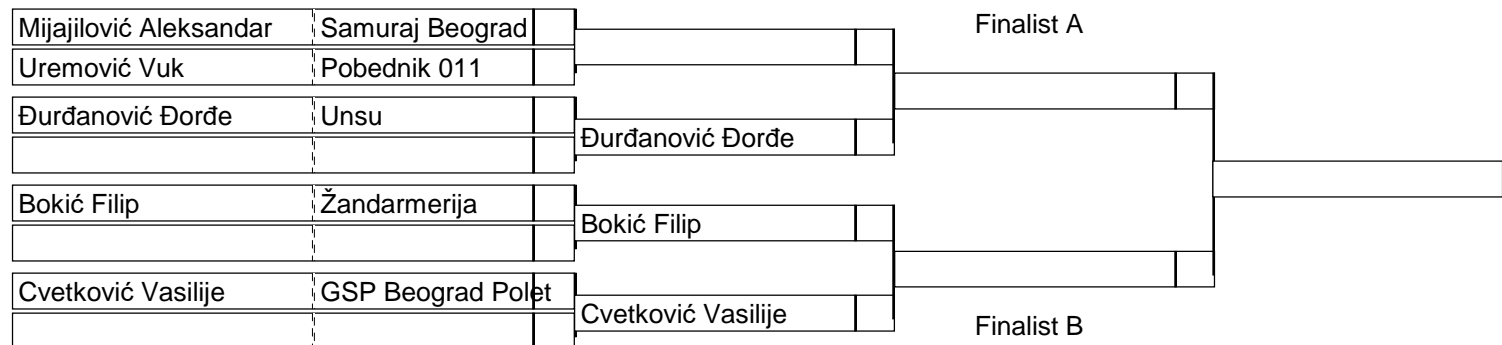 Mijajilović Aleksandar Samuraj Beograd
Finalist A
Uremović Vuk Pobednik 011
Đurđanović Đorđe Unsu
Đurđanović Đorđe
Bokić Filip Žandarmerija
Bokić Filip
Cvetković Vasilije GSP Beograd Polet
Cvetković Vasilije
Finalist B